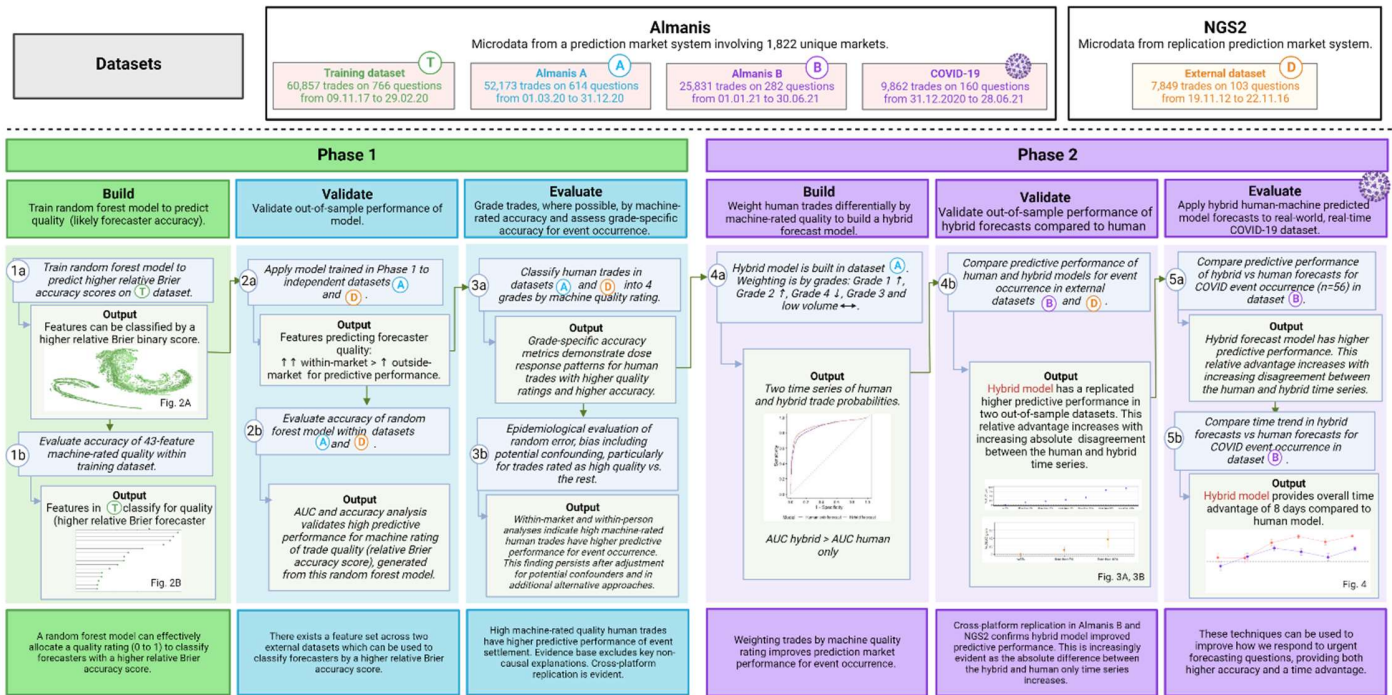 Datasets
Almanis
Microdata from a prediction market system involving 1,822 unique markets.
T
Training dataset
60,857 trades on 766 questions
from 09.11.17 to 29.02.20
A
Almanis A
52,173 trades on 614 questions
from 01.03.20 to 31.12.20
B
Almanis B
25,831 trades on 282 questions
from 01.01.21 to 30.06.21
COVID-19
9,862 trades on 160 questions
from 31.12.2020 to 28.06.21
NGS2
Microdata from replication prediction market system.
D
External dataset
7,849 trades on 103 questions
from 19.11.12 to 22.11.16
Phase 1
Build
Train random forest model to predict
quality (likely forecaster accuracy).
1a
Train random forest model to
predict higher relative Brier
accuracy scores on T dataset.
Output
Features can be classified by a
higher relative Brier binary score.
Fig. 2A
1b
Evaluate accuracy of 43-feature
machine-rated quality within
training dataset.
Output
Features in T classify for quality
(higher relative Brier forecaster
Fig. 2B
A random forest model can effectively
allocate a quality rating (0 to 1) to classify
forecasters with a higher relative Brier
accuracy score.
Validate
Validate out-of-sample performance of
model.
2a
Apply model trained in Phase 1 to
independent datasets A
and D .
Output
Features predicting forecaster
quality:
↑↑ within-market > ↑ outside-
market for predictive performance.
2b
Evaluate accuracy of random
forest model within datasets
A and D .
Output
AUC and accuracy analysis
validates high predictive
performance for machine rating
of trade quality (relative Brier
accuracy score), generated
from this random forest model.
There exists a feature set across two
external datasets which can be used to
classify forecasters by a higher relative Brier
accuracy score.
Evaluate
Grade trades, where possible, by machine-
rated accuracy and assess grade-specific
accuracy for event occurrence.
3a
Classify human trades in
datasets A and D into 4
grades by machine quality rating.
Output
Grade-specific accuracy
metrics demonstrate dose
response patterns for human
trades with higher quality
ratings and higher accuracy.
3b
Epidemiological evaluation of
random error, bias including
potential confounding, particularly
for trades rated as high quality vs.
the rest.
Output
Within-market and within-person
analyses indicate high machine-rated
human trades have higher predictive
performance for event occurrence.
This finding persists after adjustment
for potential confounders and in
additional alternative approaches.
High machine-rated quality human trades
have higher predictive performance of event
settlement. Evidence base excludes key non-
causal explanations. Cross-platform
replication is evident.
Phase 2
Build
Weight human trades differentially by
machine-rated quality to build a hybrid
forecast model.
4a
Hybrid model is built in dataset A .
Weighting is by grades: Grade 1 ↑,
Grade 2 ↑, Grade 4 ↓, Grade 3 and
low volume ↔.
Output
Two time series of human
and hybrid trade probabilities.
AUC hybrid > AUC human
only
Weighting trades by machine quality
rating improves prediction market
performance for event occurrence.
Validate
Validate out-of-sample performance of
hybrid forecasts compared to human
4b
Compare predictive performance of
human and hybrid models for event
occurrence in external
datasets B and D .
Output
Hybrid model has a replicated
higher predictive performance in
two out-of-sample datasets. This
relative advantage increases with
increasing absolute disagreement
between the human and hybrid
time series.
Fig. 3A, 3B
Cross-platform replication in Almanis B and
NGS2 confirms hybrid model improved
predictive performance. This is increasingly
evident as the absolute difference between
the hybrid and human only time series
increases.
Evaluate
Apply hybrid human-machine predicted
model forecasts to real-world, real-time
COVID-19 dataset.
5a
Compare predictive performance
of hybrid vs human forecasts for
COVID event occurrence (n=56) in
dataset B .
Output
Hybrid forecast model has higher
predictive performance. This
relative advantage increases with
increasing disagreement between
the human and hybrid time series.
5b
Compare time trend in hybrid
forecasts vs human forecasts for
COVID event occurrence in
dataset B .
Output
Hybrid model provides overall time
advantage of 8 days compared to
human model.
Fig. 4
These techniques can be used to
improve how we respond to urgent
forecasting questions, providing both
higher accuracy and a time advantage.